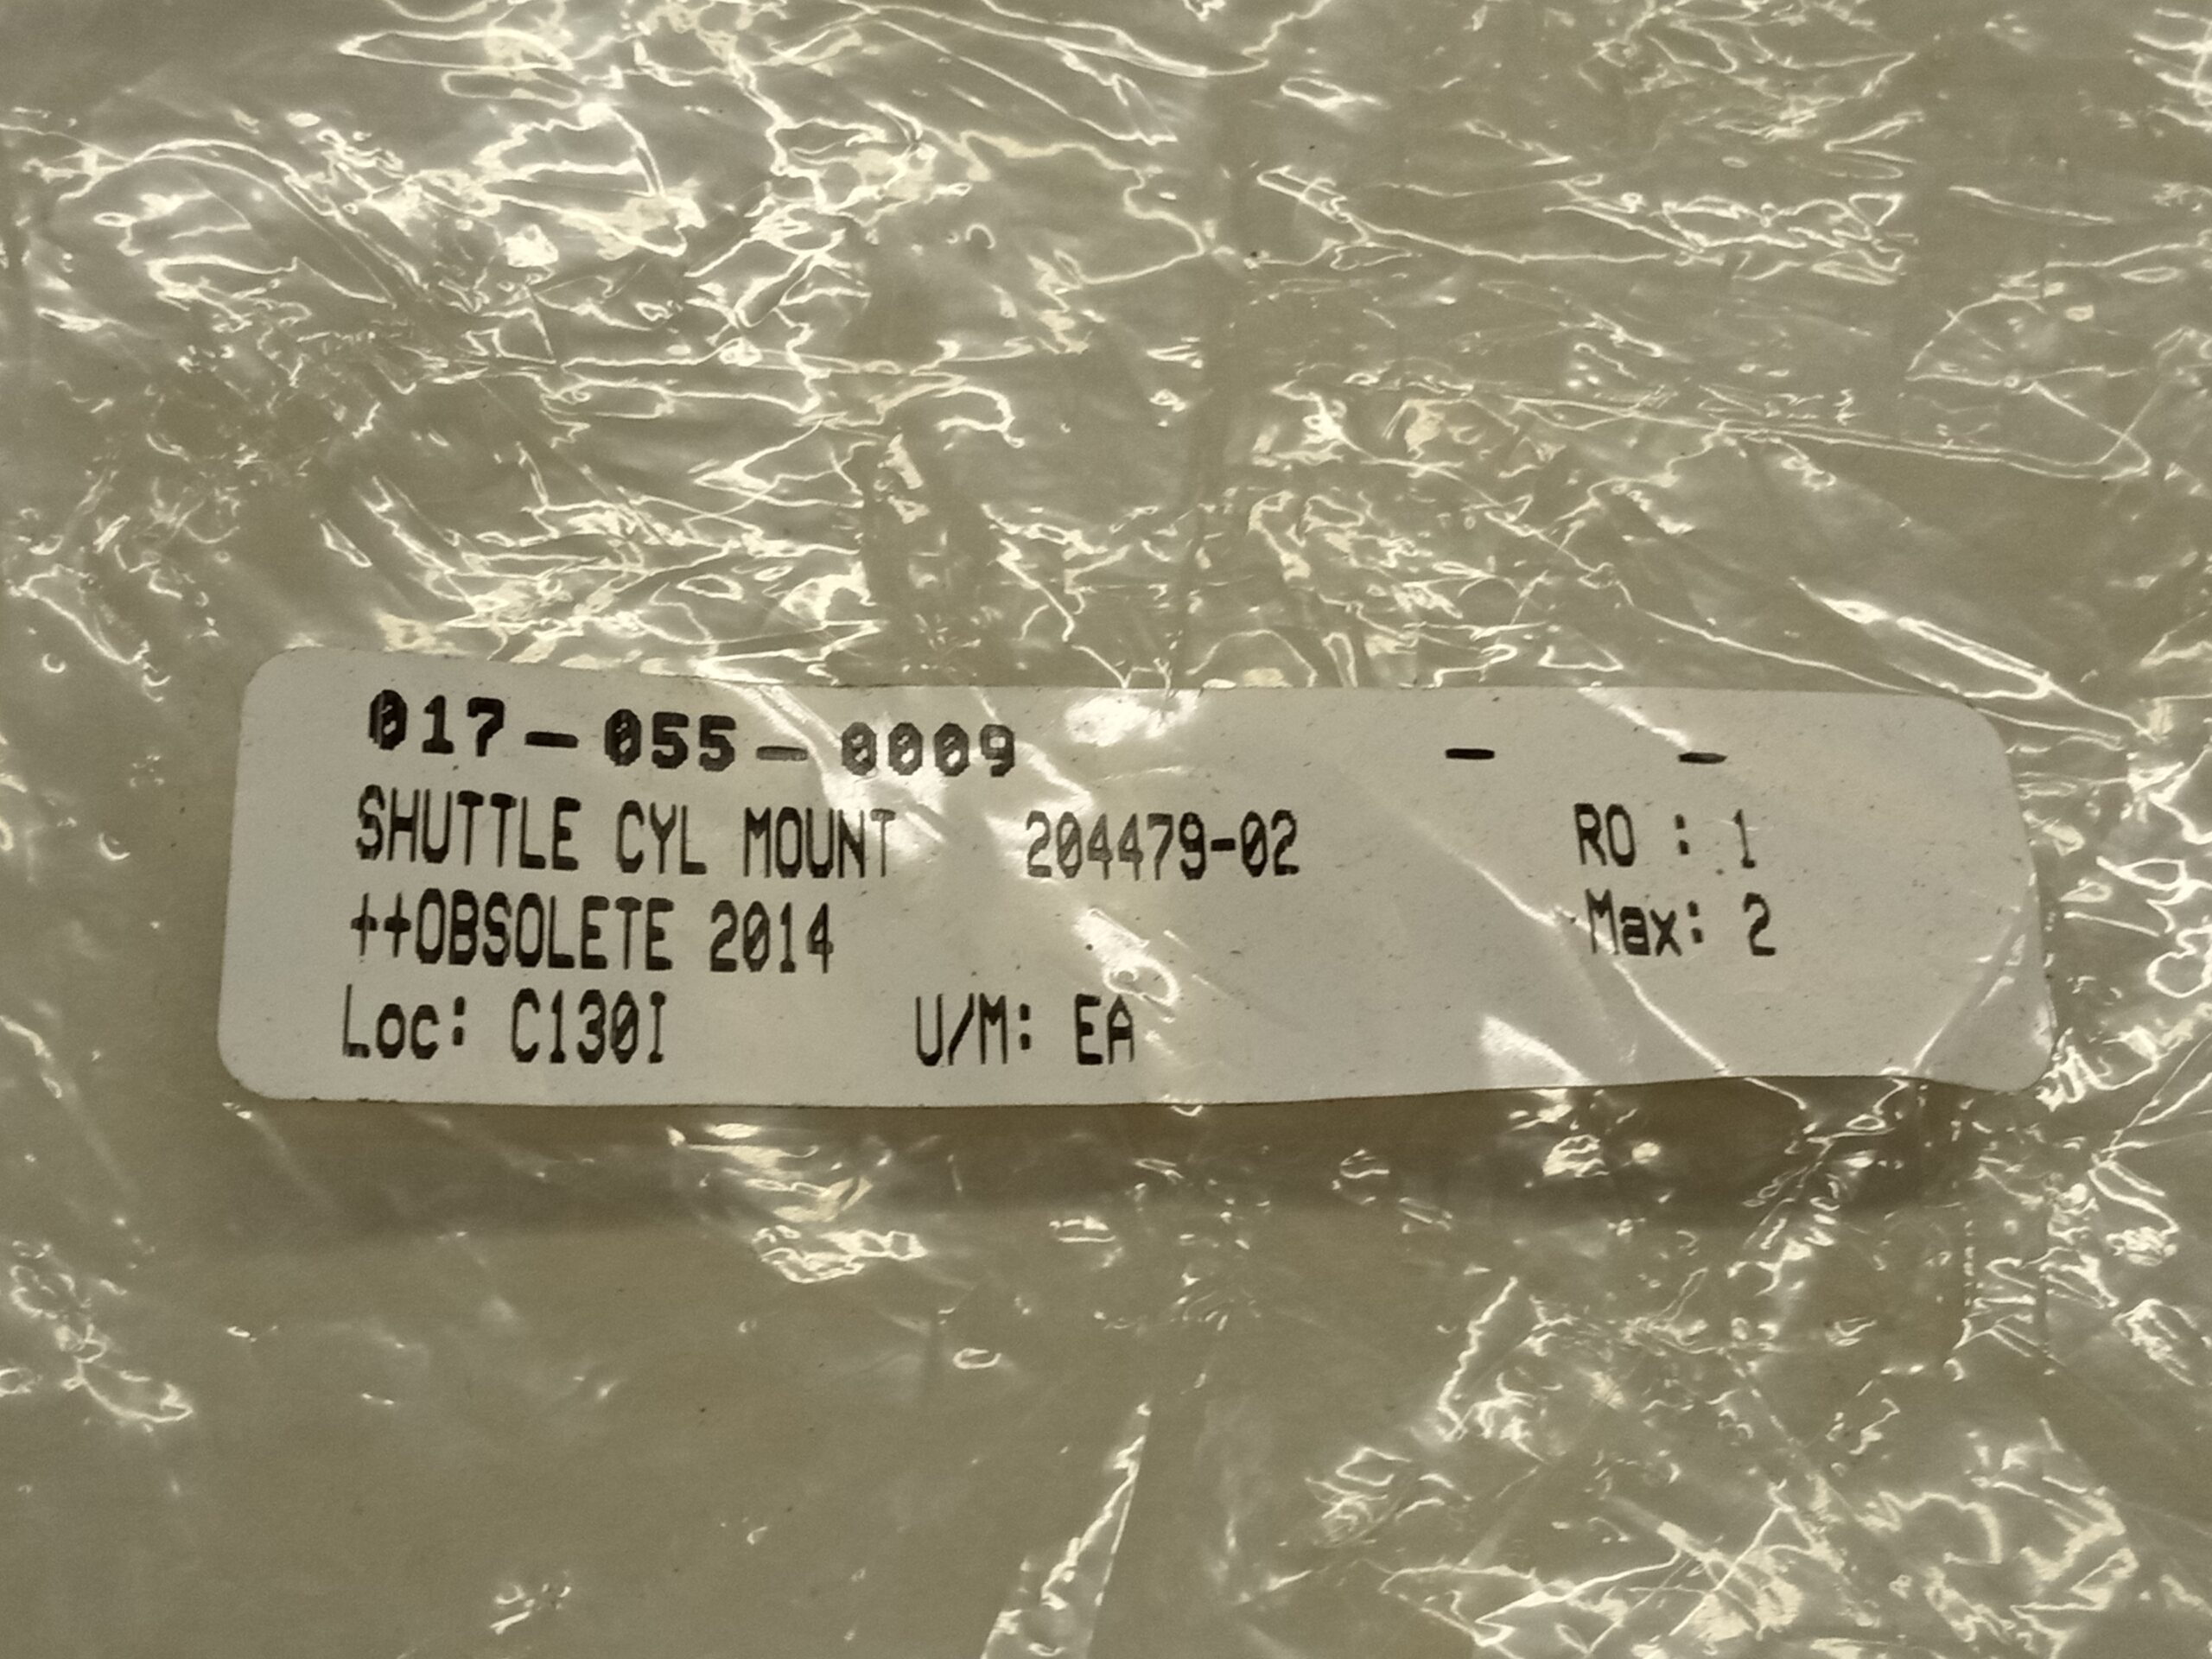 017-055-0009 - -
SHUTTLE CYL MOUNT 204479-02 RO : 1
++OBSOLETE 2014 Max: 2
Loc: C130I U/M: EA